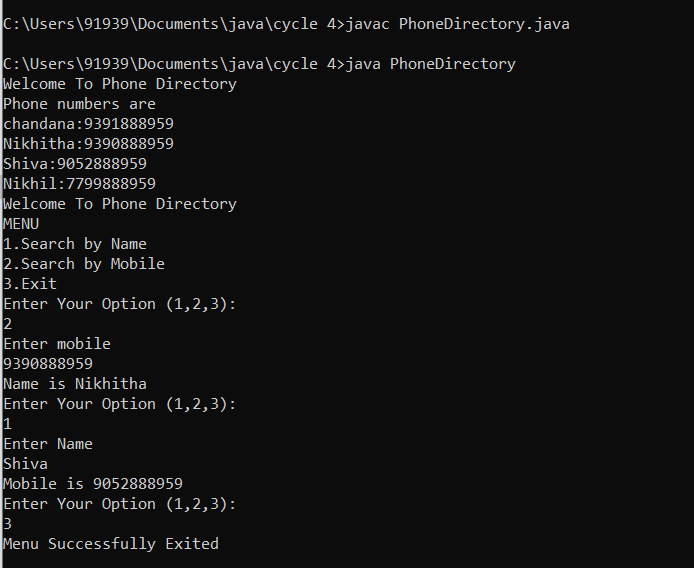 C:\Users\91939\Documents\java\cycle 4>javac PhoneDirectory.java
C:\Users\91939\Documents\java\cycle 4>java PhoneDirectory
Welcome To Phone Directory
Phone numbers are
chandana:9391888959
Nikhitha:9390888959
Shiva:9052888959
Nikhil:7799888959
Welcome To Phone Directory
MENU
1.Search by Name
2.Search by Mobile
3.Exit
Enter Your Option (1,2,3):
2
Enter mobile
9390888959
Name is Nikhitha
Enter Your Option (1,2,3):
1
Enter Name
Shiva
Mobile is 9052888959
Enter Your Option (1,2,3):
3
Menu Successfully Exited